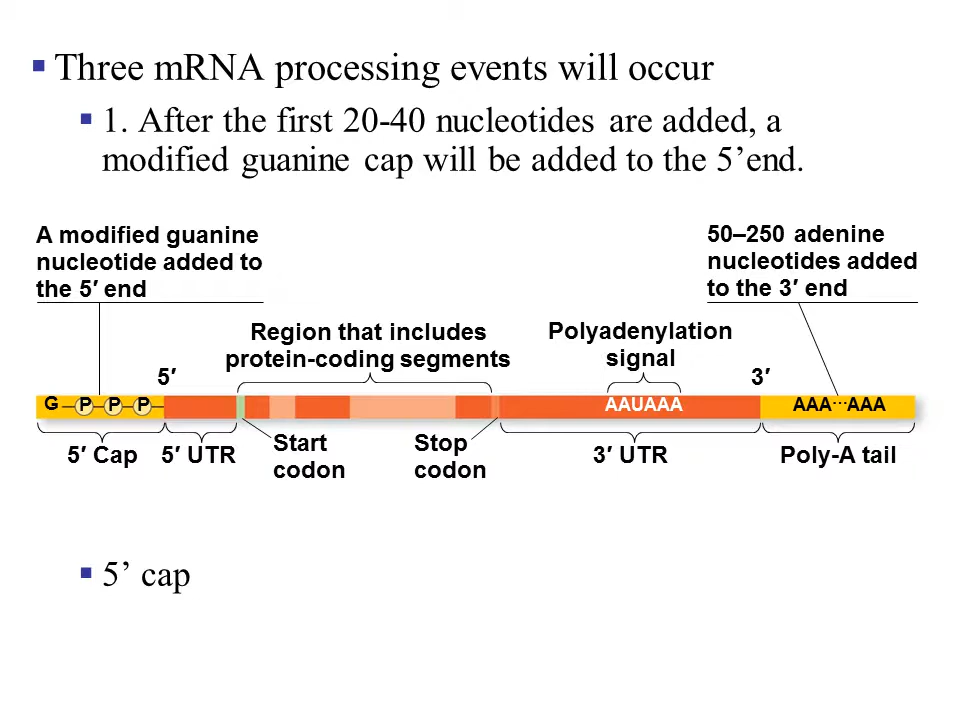 Three mRNA processing events will occur
1. After the first 20-40 nucleotides are added, a
modified guanine cap will be added to the 5’end.
A modified guanine
nucleotide added to
the 5′ end
50–250 adenine
nucleotides added
to the 3′ end
Region that includes
protein-coding segments
Polyadenylation
signal
5′
3′
G P P P
AAUAAA
AAA…AAA
5′ Cap
5′ UTR
Start
codon
Stop
codon
3′ UTR
Poly-A tail
5’ cap